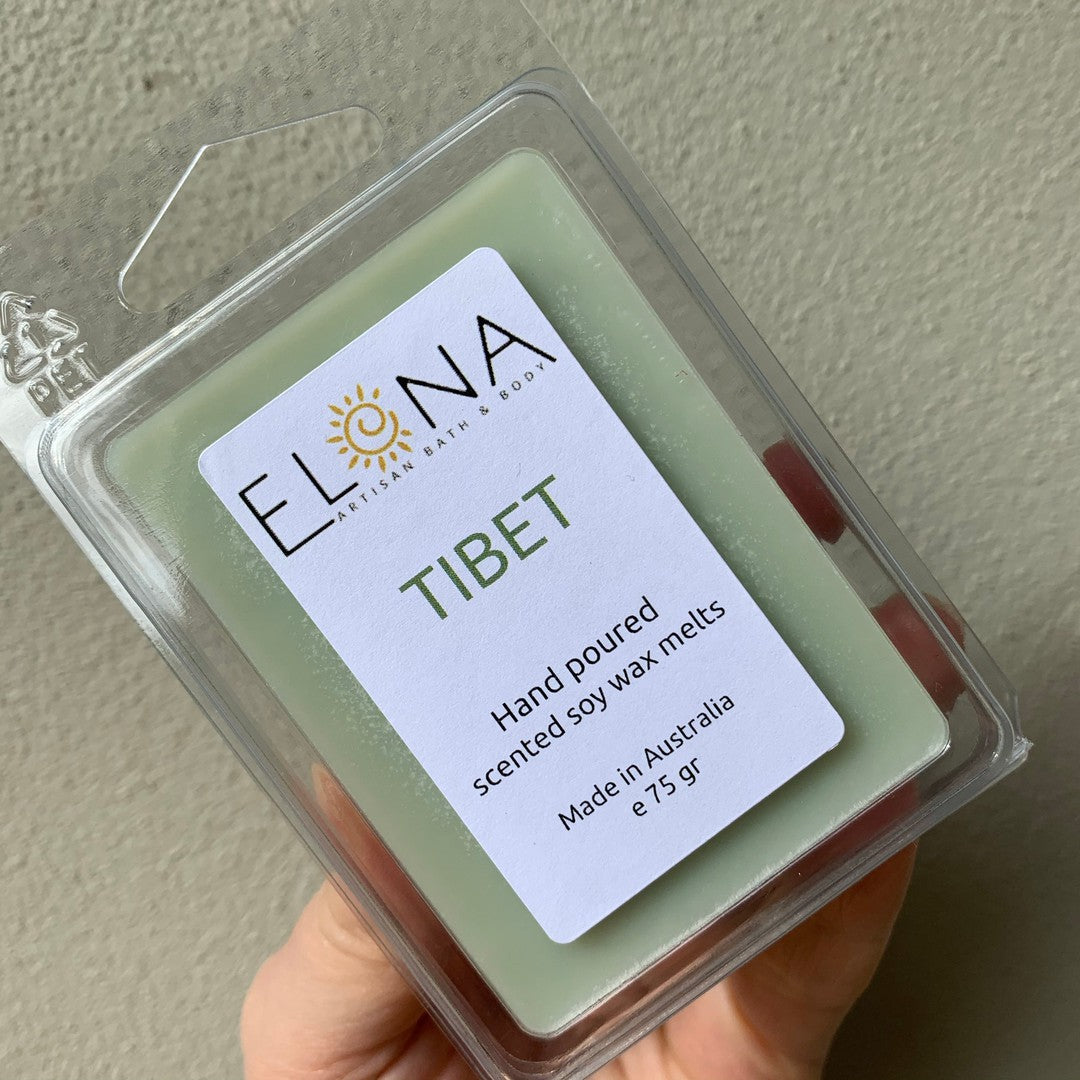 ELONA
ARTISAN BATH & BODY
TIBET
Hand poured
scented soy wax melts
Made in Australia
e 75 gr